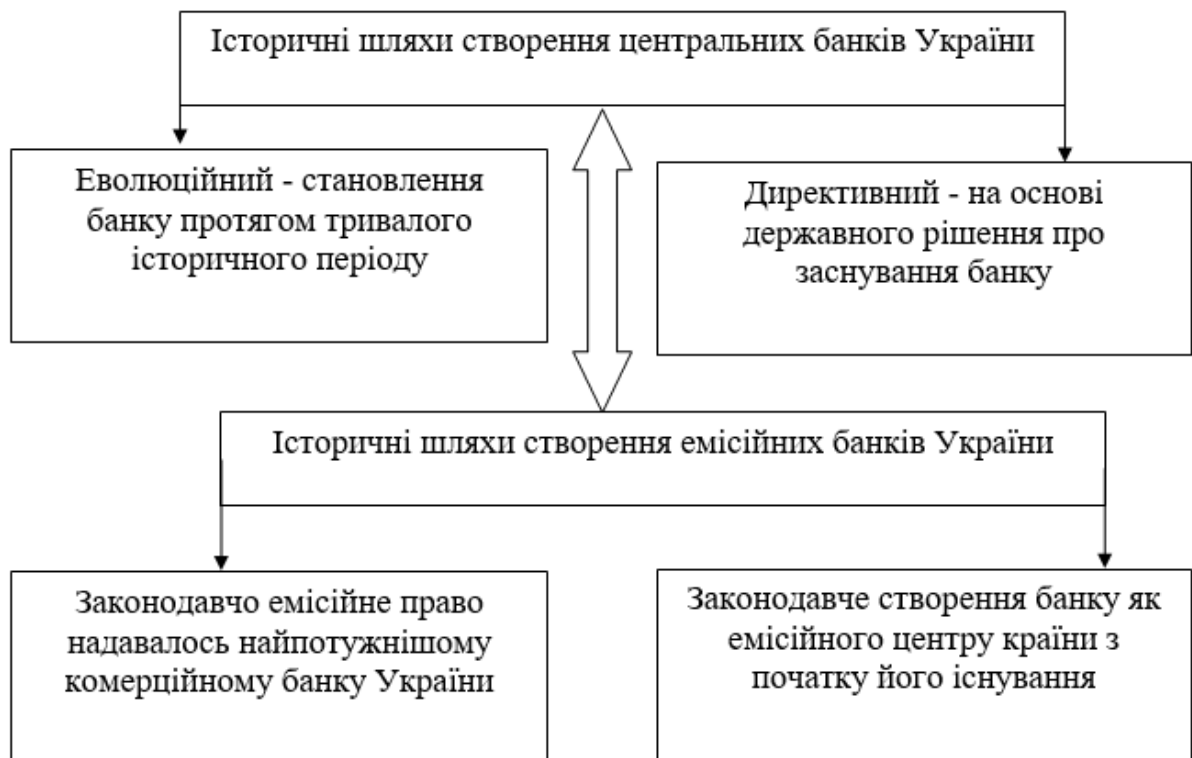 Історичні шляхи створення центральних банків України
Еволюційний - становлення
банку протягом тривалого
історичного періоду
Директивний - на основі
державного рішення про
заснування банку
Історичні шляхи створення емісійних банків України
Законодавчо емісійне право
надавалось найпотужнішому
комерційному банку України
Законодавче створення банку як
емісійного центру країни з
початку його існування